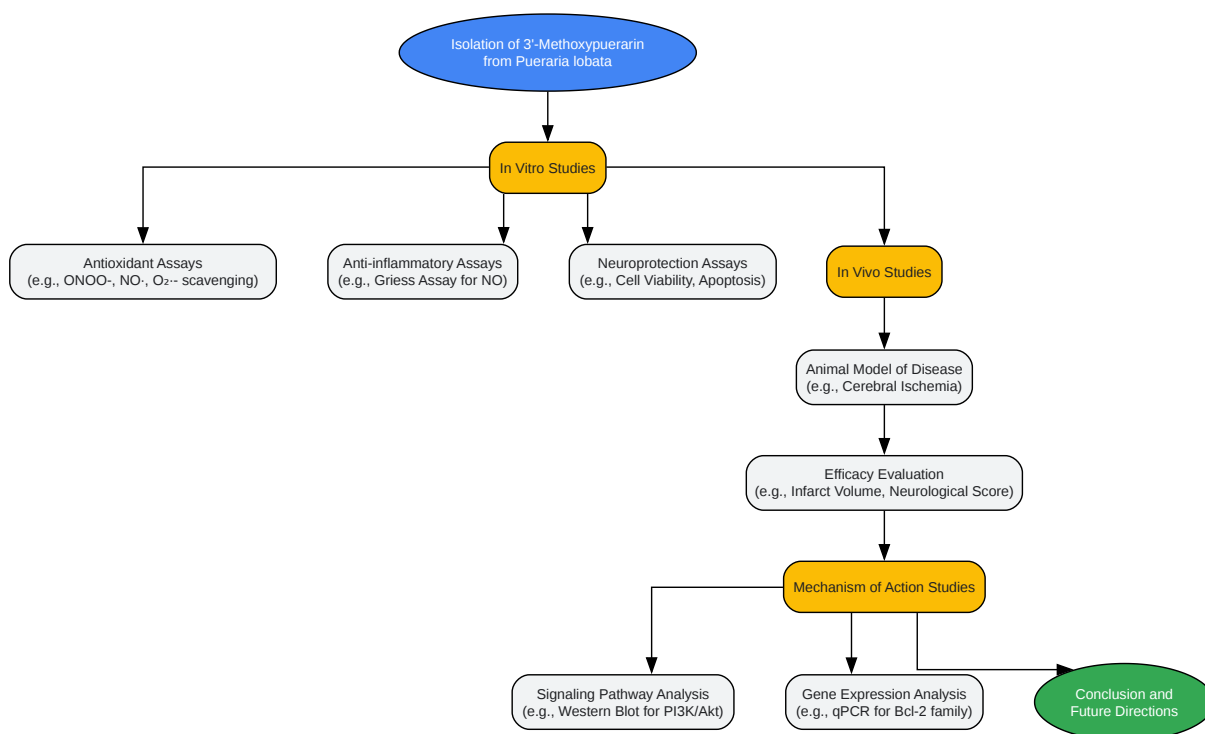 Isolation of 3'-Methoxypuerarin
from Pueraria lobata
In Vitro Studies
Antioxidant Assays
(e.g., ONOO-, NO·, O₂·- scavenging)
Anti-inflammatory Assays
(e.g., Griess Assay for NO)
Neuroprotection Assays
(e.g., Cell Viability, Apoptosis)
In Vivo Studies
Animal Model of Disease
(e.g., Cerebral Ischemia)
Efficacy Evaluation
(e.g., Infarct Volume, Neurological Score)
Mechanism of Action Studies
Signaling Pathway Analysis
(e.g., Western Blot for PI3K/Akt)
Gene Expression Analysis
(e.g., qPCR for Bcl-2 family)
Conclusion and
Future Directions